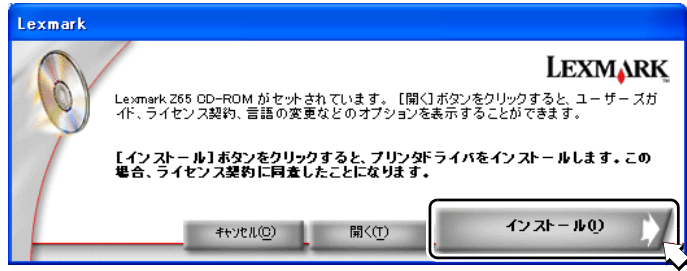 Lexmark
LEXMARK
Lexmark Z65 CD-ROM がセットされています。 [開く]ボタンをクリックすると、ユーザーズガ
イド、ライセンス契約、言語の変更などのオプションを表示することができます。
[インストール]ボタンをクリックすると、プリンタドライバをインストールします。この
場合、ライセンス契約に同意したことになります。
キャンセル(C)
開く(T)
インストール(I)